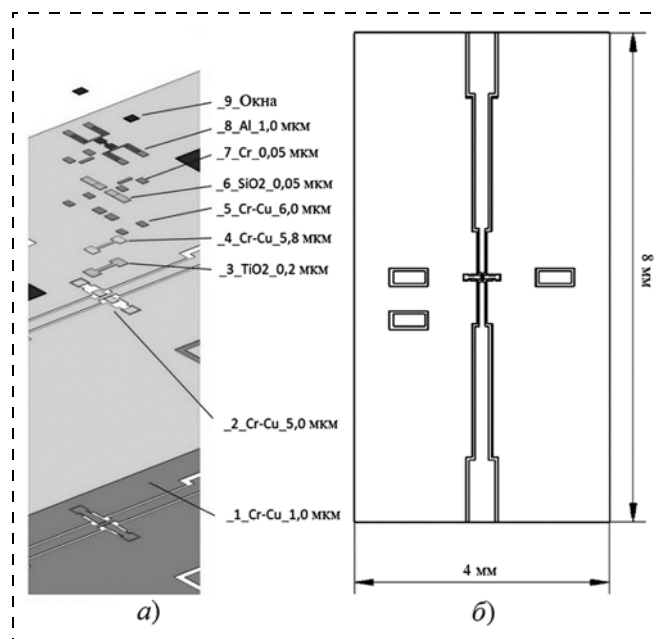 _9_Окна
_8_Al_1,0 мкм
_7_Cr_0,05 мкм
_6_SiO2_0,05 мкм
_5_Cr-Cu_6,0 мкм
_4_Cr-Cu_5,8 мкм
_3_TiO2_0,2 мкм
_2_Cr-Cu_5,0 мкм
_1_Cr-Cu_1,0 мкм
а)
8 мм
4 мм
б)